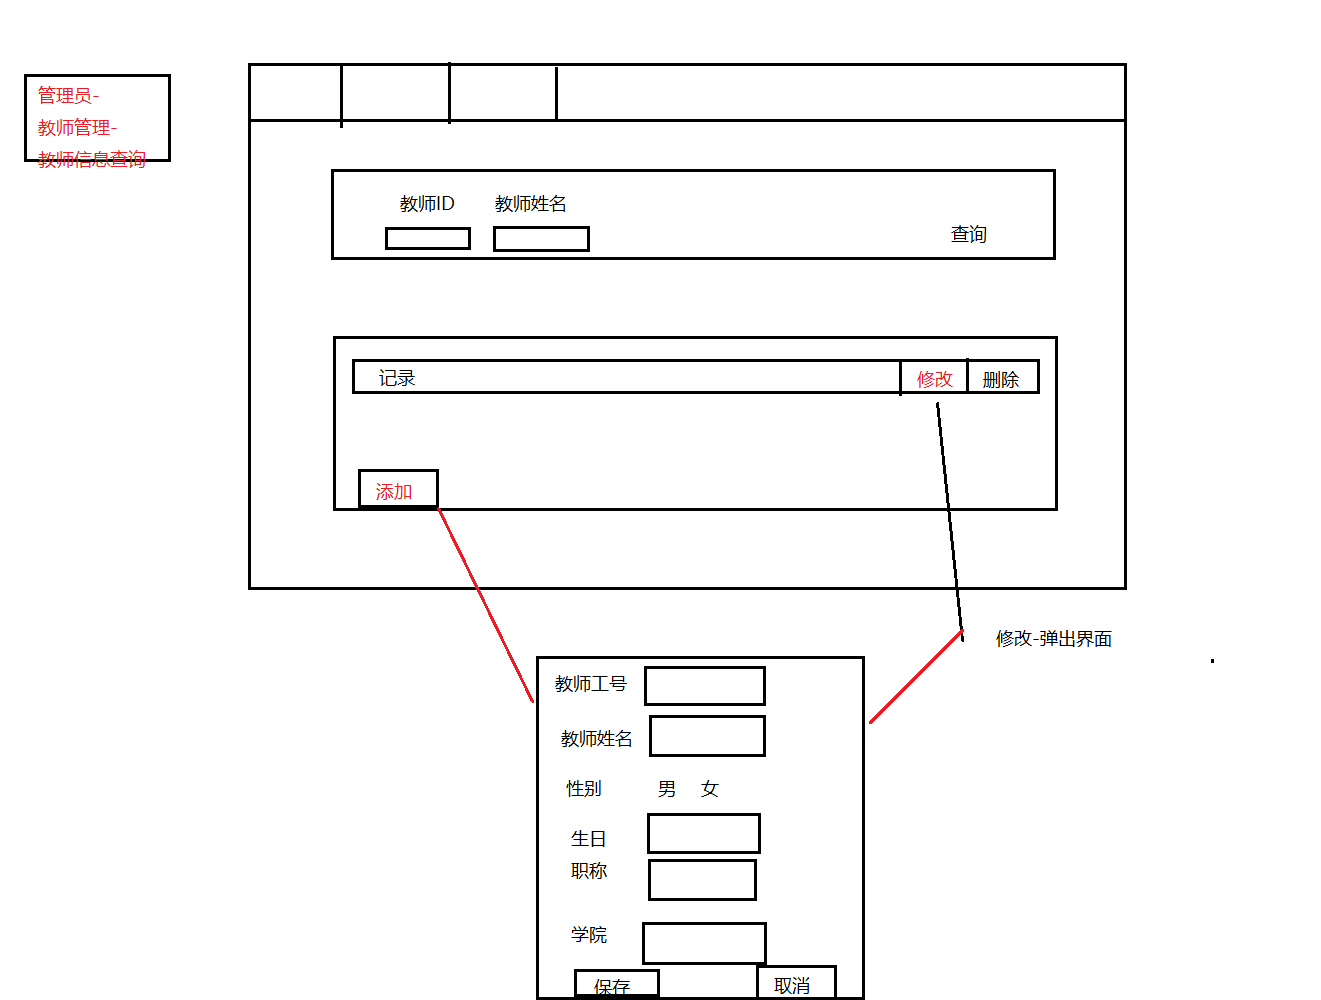 管理员-
教师管理-
教师信息查询
教师ID 教师姓名
查询
记录 修改 删除
添加
修改-弹出界面
教师工号
教师姓名
性别 男 女
生日
职称
学院
保存 取消